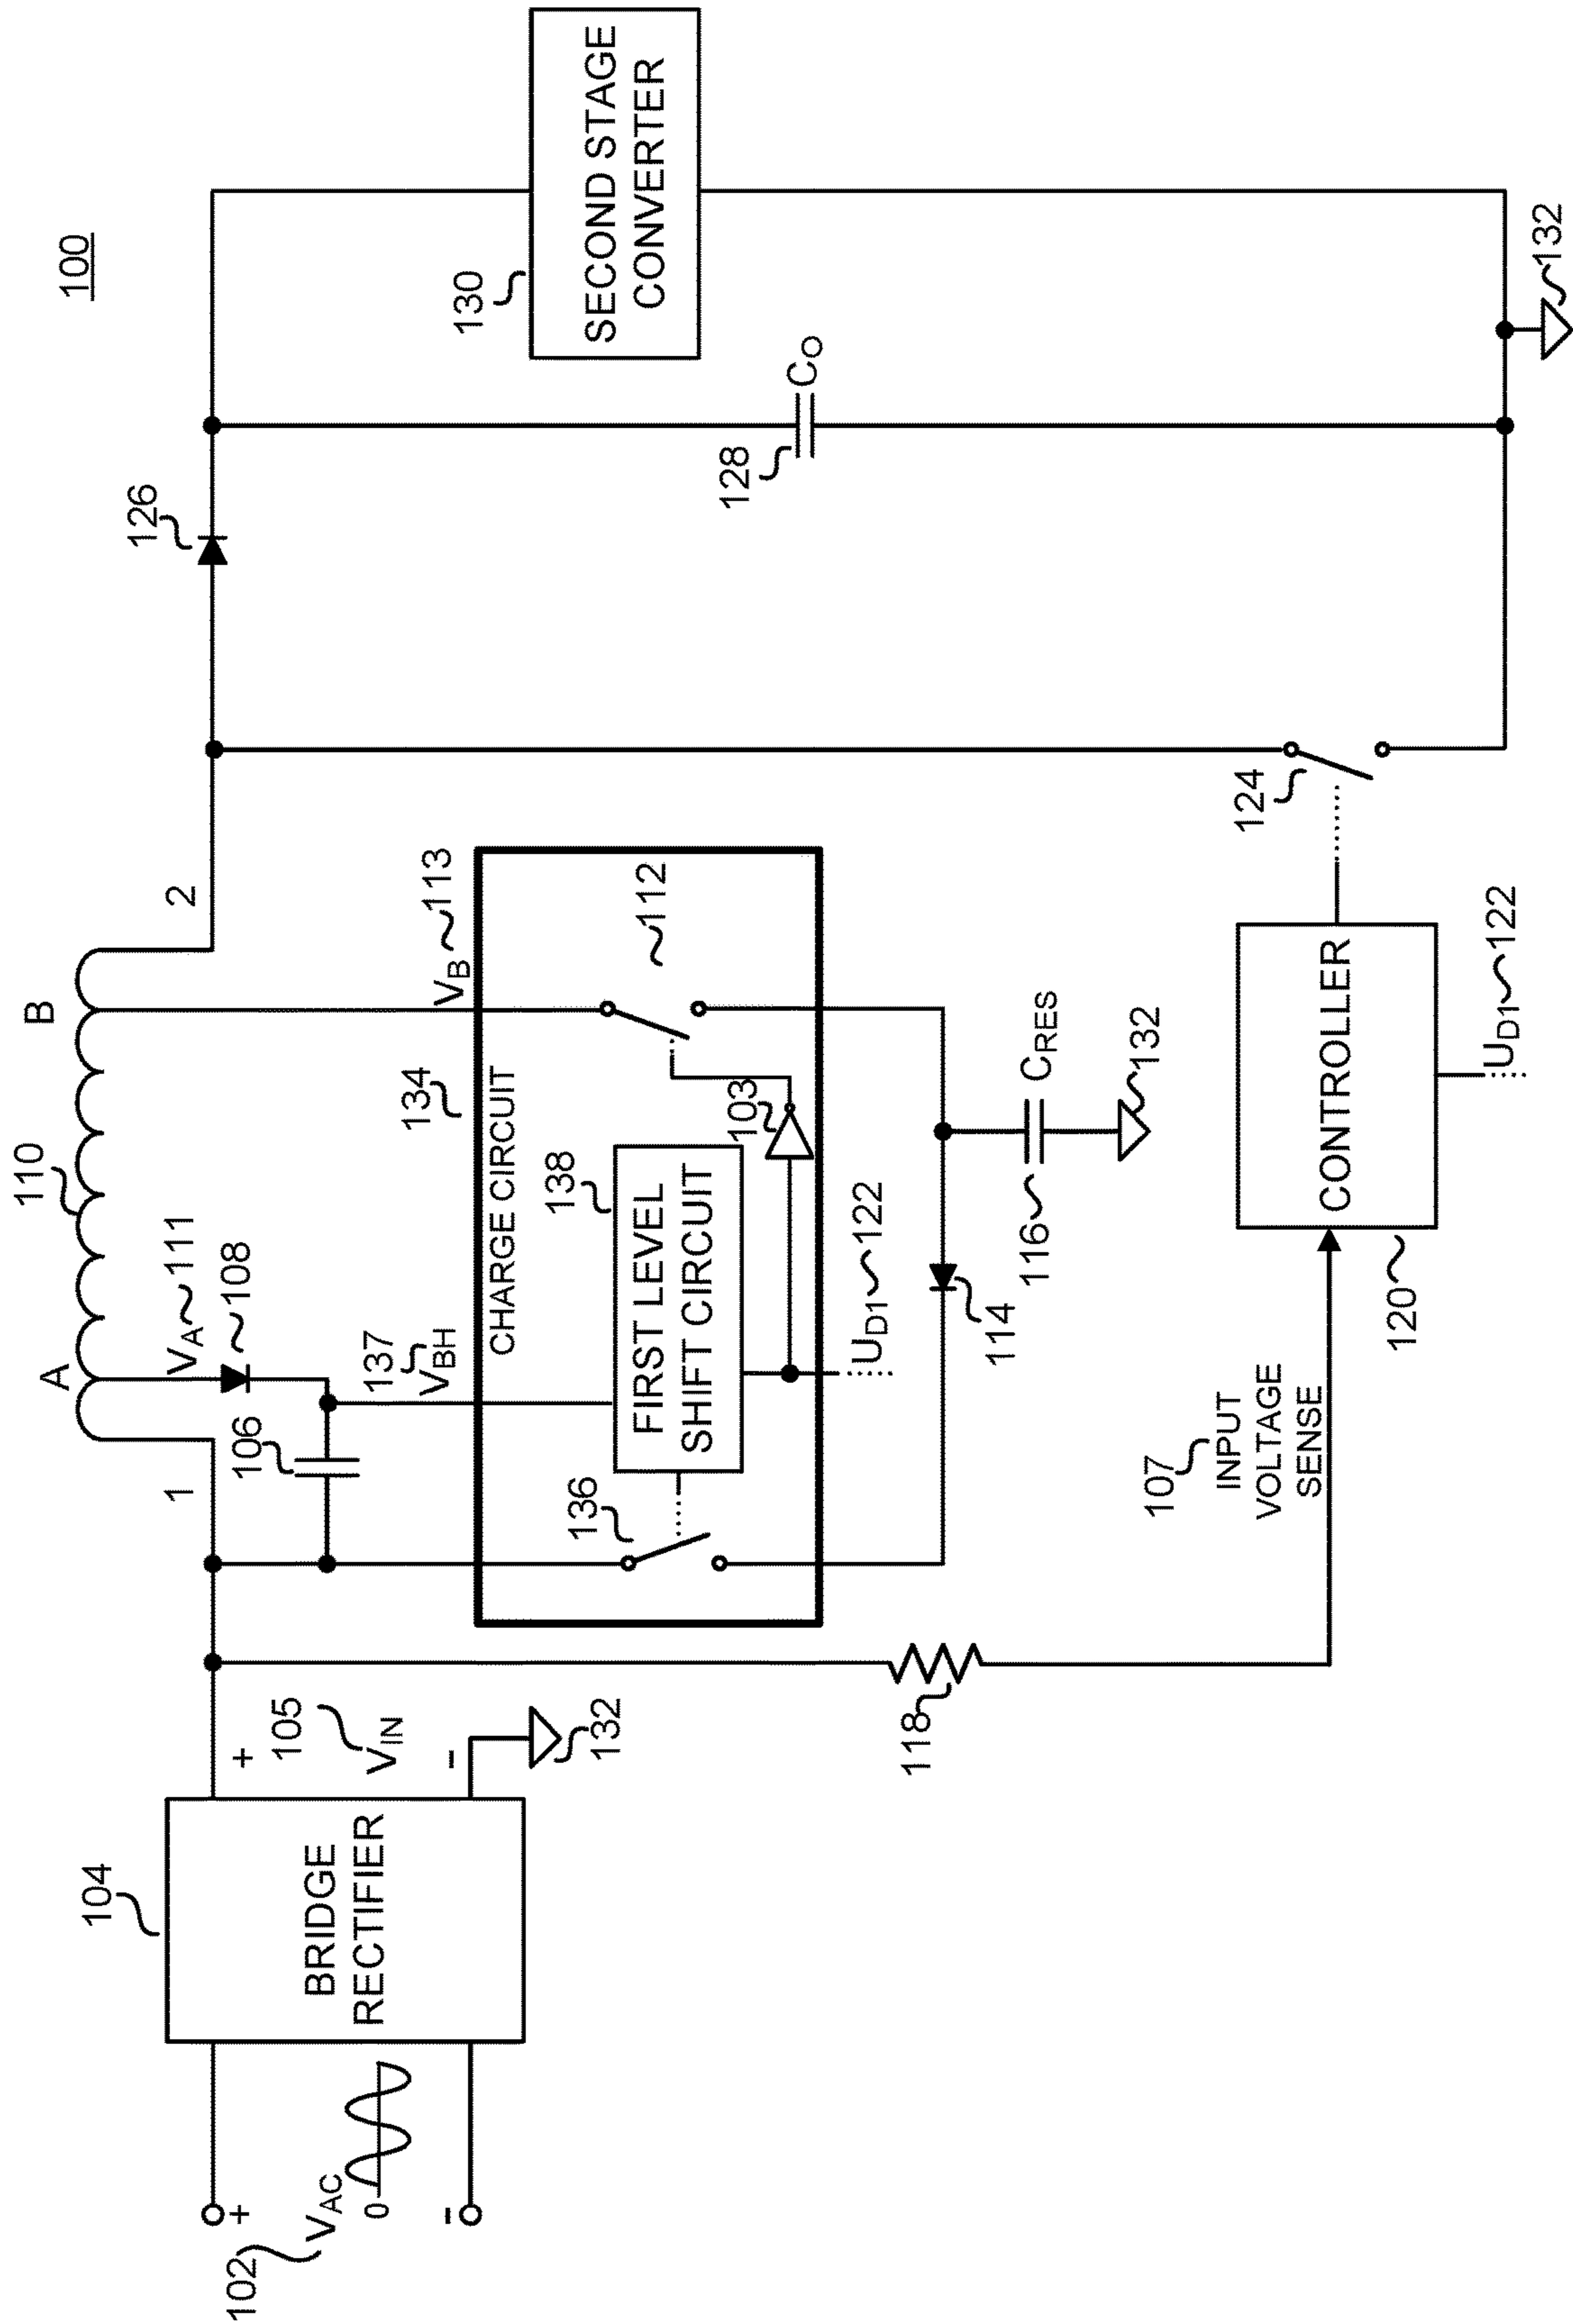 100
110
A
B
1
2
VA
111
108
106
126
104
BRIDGE
RECTIFIER
102
VAC
0
+
-
+
105
VIN
-
132
137
VBH
VB
113
134
CHARGE CIRCUIT
136
138
FIRST LEVEL
SHIFT CIRCUIT
103
112
UD1
122
114
116
CRES
132
118
107
INPUT
VOLTAGE
SENSE
120
CONTROLLER
UD1
122
124
128
CO
130
SECOND STAGE
CONVERTER
132